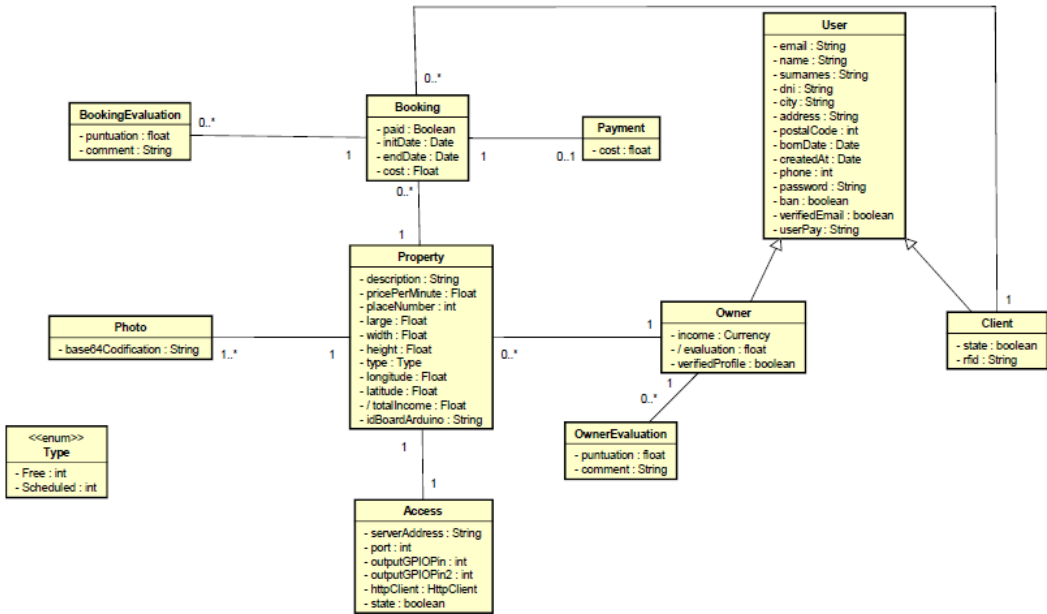 User
- email : String
- name : String
- surnames : String
- dni : String
- city : String
- address : String
- postalCode : int
- bornDate : Date
- createdAt : Date
- phone : int
- password : String
- ban : boolean
- verifiedEmail : boolean
- userPay : String
0..*
BookingEvaluation
- puntuation : float
- comment : String
0..*
1
Booking
- paid : Boolean
- initDate : Date
- endDate : Date
- cost : Float
1
0..1
Payment
- cost : float
0..*
1
Property
- description : String
- pricePerMinute : Float
- placeNumber : int
- large : Float
- width : Float
- height : Float
- type : Type
- longitude : Float
- latitude : Float
- / totalIncome : Float
- idBoardArduino : String
Photo
- base64Codification : String
1..*
1
0..*
1
Owner
- income : Currency
- / evaluation : float
- verifiedProfile : boolean
1
Client
- state : boolean
- rfid : String
1
0..*
OwnerEvaluation
- puntuation : float
- comment : String
<<enum>>
Type
- Free : int
- Scheduled : int
1
1
Access
- serverAddress : String
- port : int
- outputGPIOPin : int
- outputGPIOPin2 : int
- httpClient : HttpClient
- state : boolean